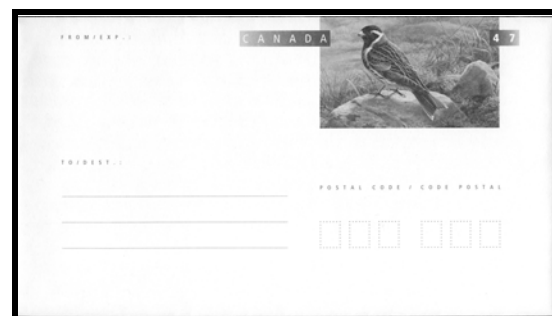 FROM/EXP.:
CANADA 47
TO/DEST.:
POSTAL CODE / CODE POSTAL